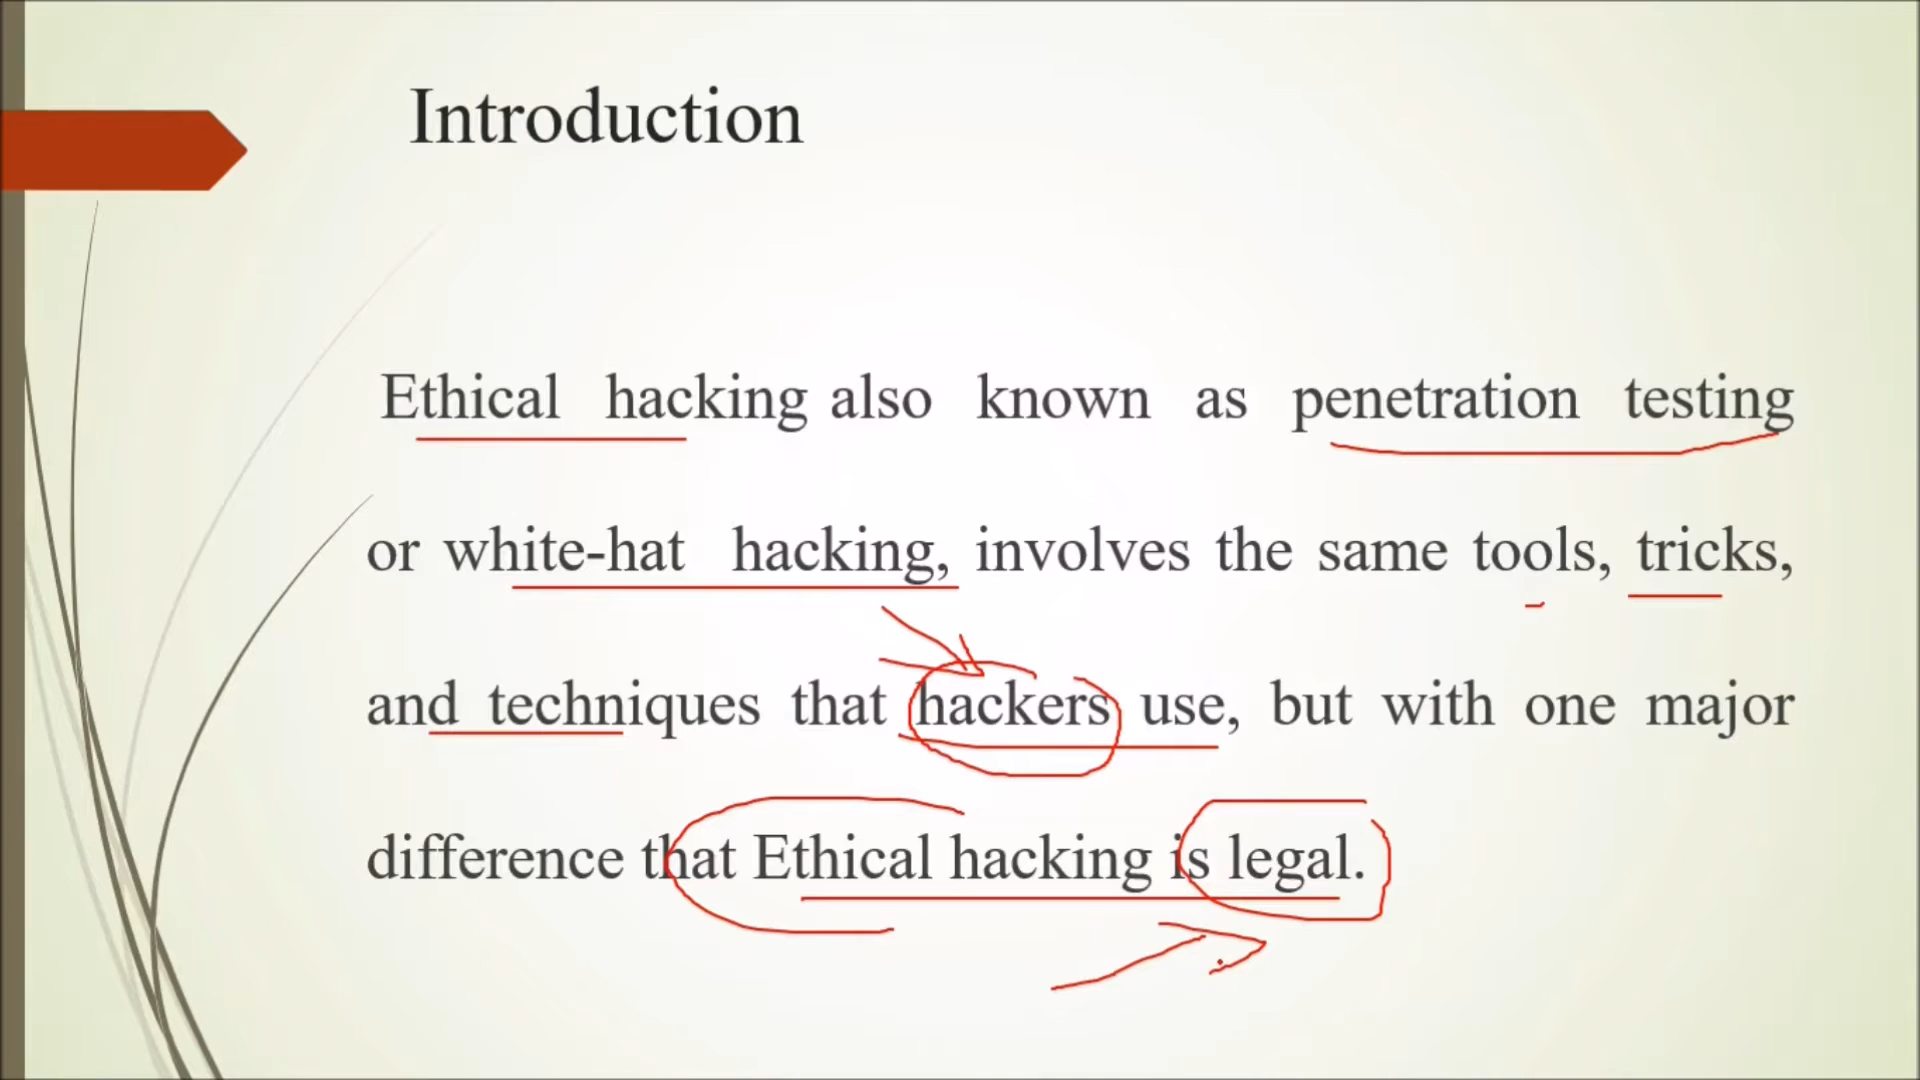 Introduction
Ethical hacking also known as penetration testing
or white-hat hacking, involves the same tools, tricks,
and techniques that hackers use, but with one major
difference that Ethical hacking is legal.